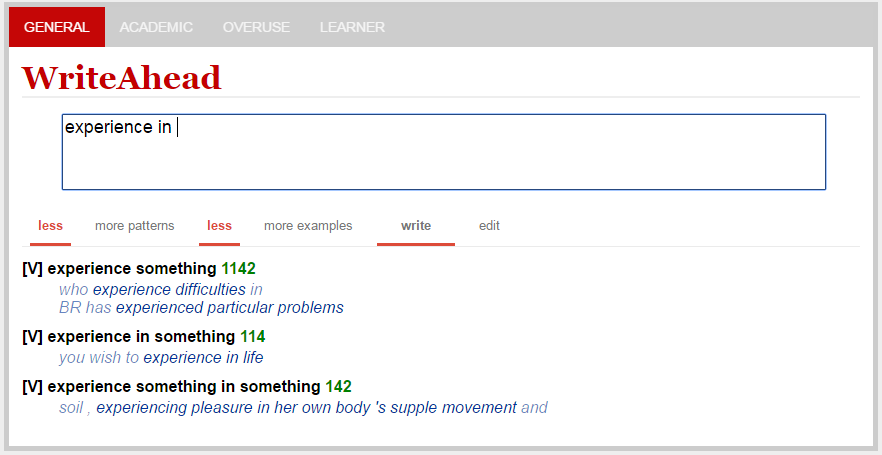 GENERAL ACADEMIC OVERUSE LEARNER
WriteAhead
experience in
less more patterns less more examples write edit
[V] experience something 1142
who experience difficulties in
BR has experienced particular problems
[V] experience in something 114
you wish to experience in life
[V] experience something in something 142
soil , experiencing pleasure in her own body 's supple movement and